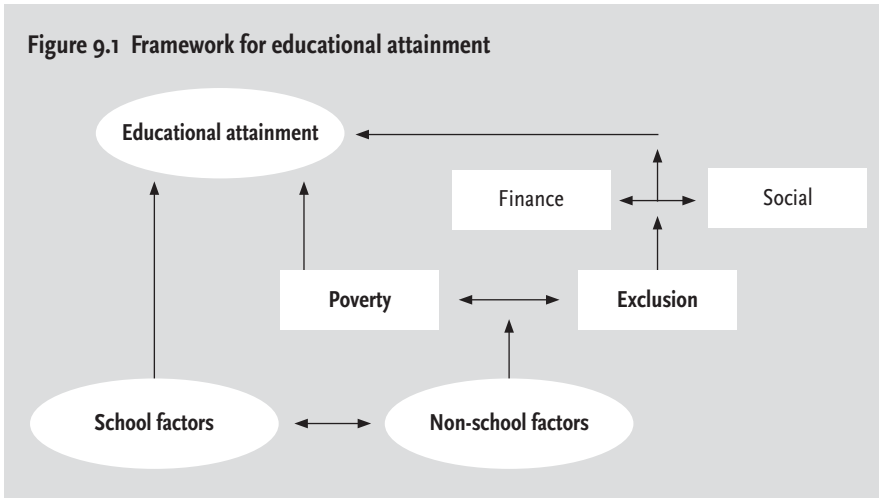 Figure 9.1 Framework for educational attainment
Educational attainment
Finance
Social
Poverty
Exclusion
School factors
Non-school factors